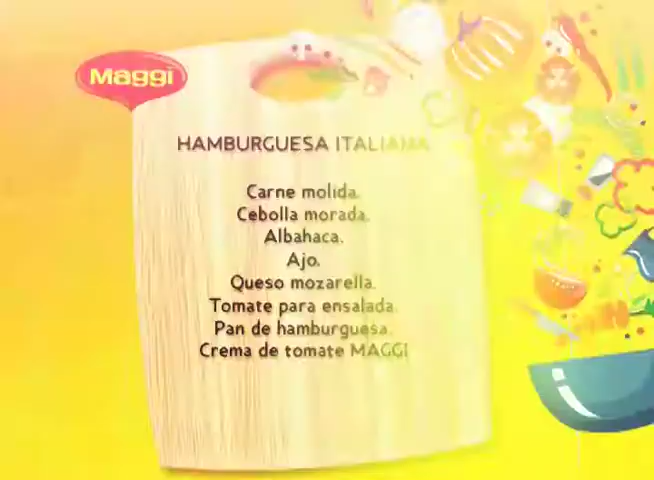 Maggi
HAMBURGUESA ITALIANA
Carne molida.
Cebolla morada.
Albahaca.
Ajo.
Queso mozarella.
Tomate para ensalada.
Pan de hamburguesa.
Crema de tomate MAGGI